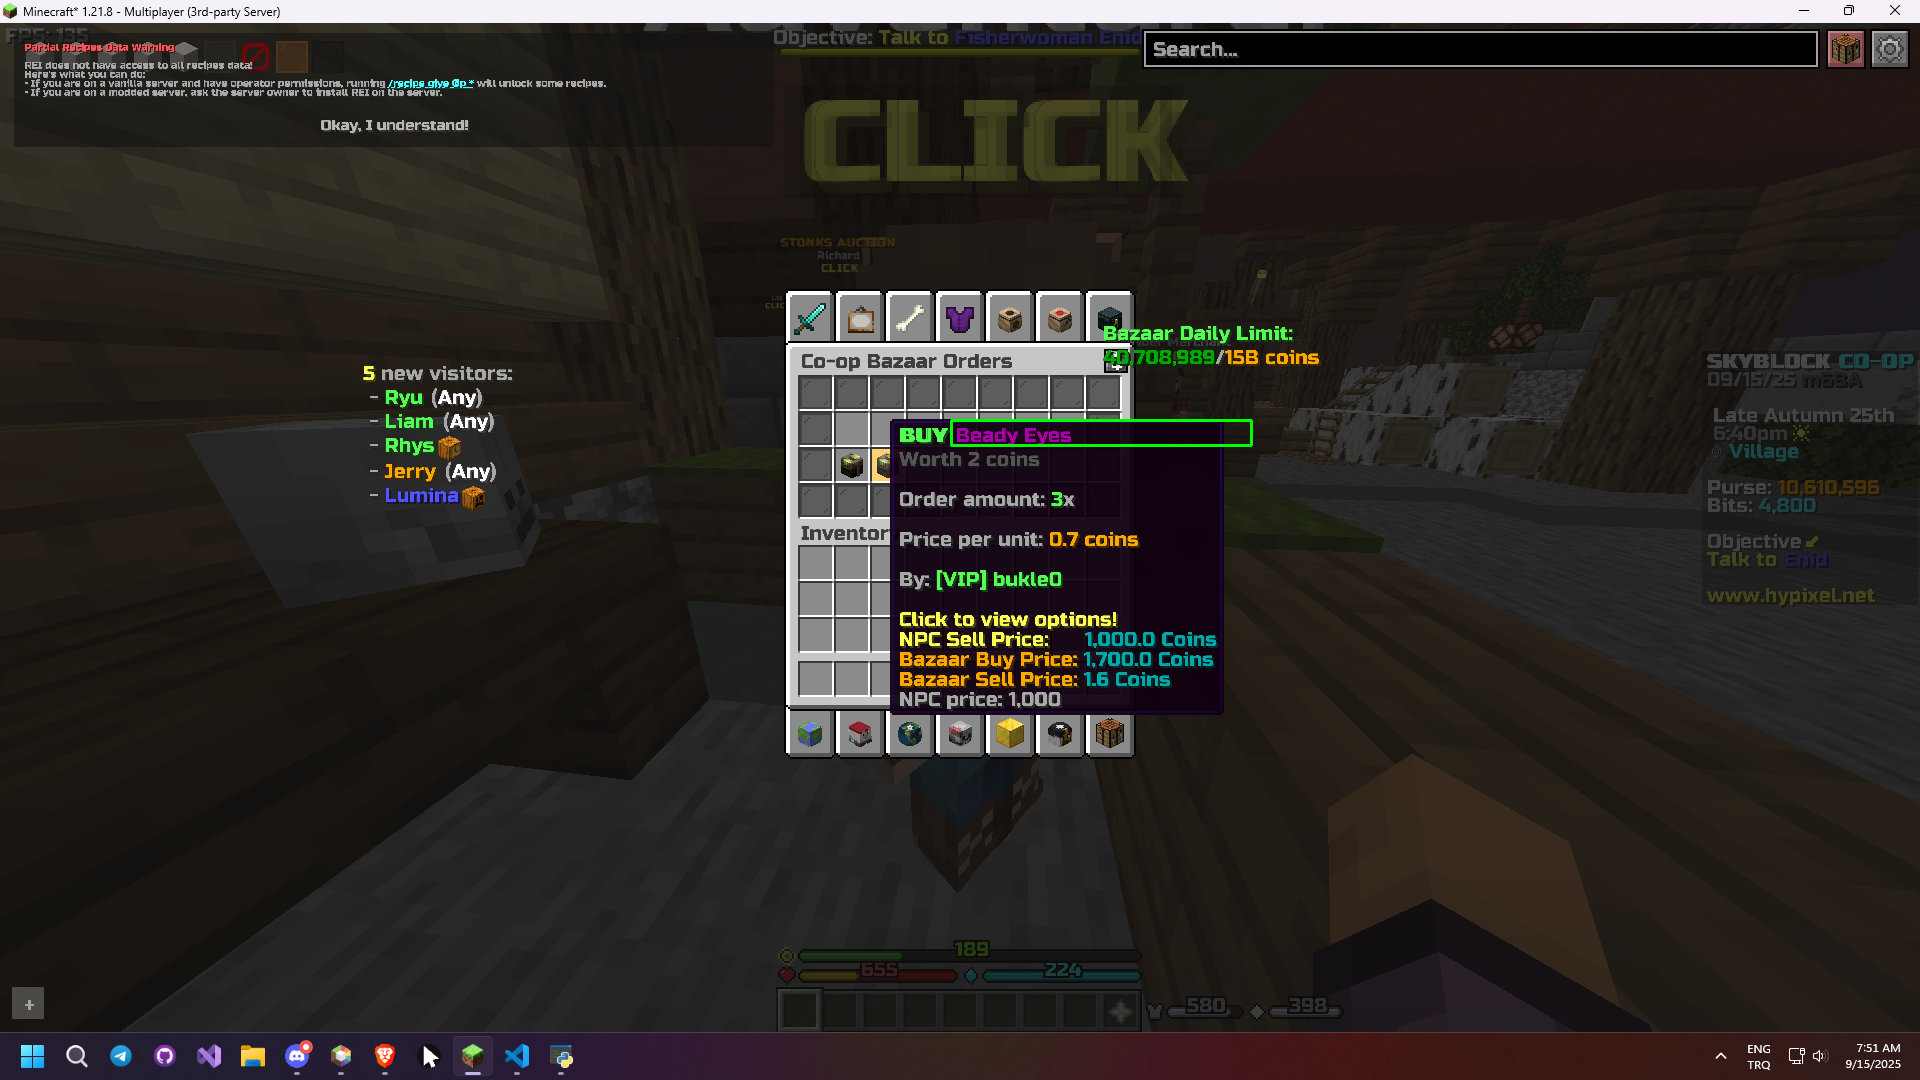 Minecraft* 1.21.8 - Multiplayer (3rd-party Server)
FPS: 135
Partial Recipes Data Warning
REI does not have access to all recipes data!
Here's what you can do:
- If you are on a vanilla server and have operator permissions, running /recipe give @p * will unlock some recipes.
- If you are on a modded server, ask the server owner to install REI on the server.
Okay, I understand!
Objective: Talk to Fisherwoman Enid
Search...
CLICK
STONKS AUCTION
Richard
CLICK
Bazaar Daily Limit:
40,708,989/15B coins
Co-op Bazaar Orders
5 new visitors:
- Ryu (Any)
- Liam (Any)
- Rhys
- Jerry (Any)
- Lumina
BUY Beady Eyes
Worth 2 coins
Order amount: 3x
Price per unit: 0.7 coins
By: [VIP] bukle0
Click to view options!
NPC Sell Price: 1,000.0 Coins
Bazaar Buy Price: 1,700.0 Coins
Bazaar Sell Price: 1.6 Coins
NPC price: 1,000
Inventor
SKYBLOCK CO-OP
09/15/25 m68A
Late Autumn 25th
6:40pm
Village
Purse: 10,610,596
Bits: 4,800
Objective
Talk to Enid
www.hypixel.net
189
655
224
580
398
+
ENG
TRQ
7:51 AM
9/15/2025